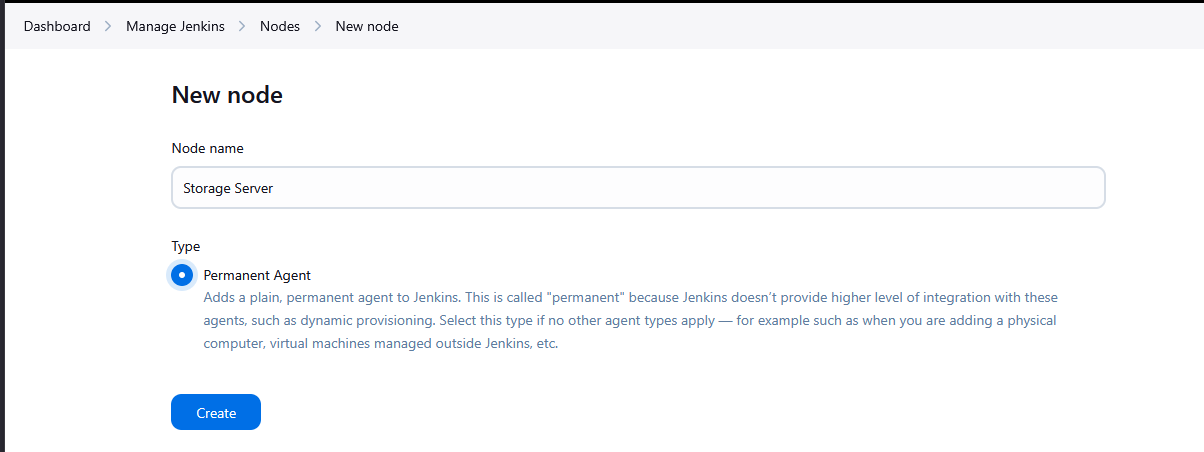 Dashboard > Manage Jenkins > Nodes > New node
New node
Node name
Storage Server
Type
Permanent Agent
Adds a plain, permanent agent to Jenkins. This is called "permanent" because Jenkins doesn’t provide higher level of integration with these
agents, such as dynamic provisioning. Select this type if no other agent types apply — for example such as when you are adding a physical
computer, virtual machines managed outside Jenkins, etc.
Create